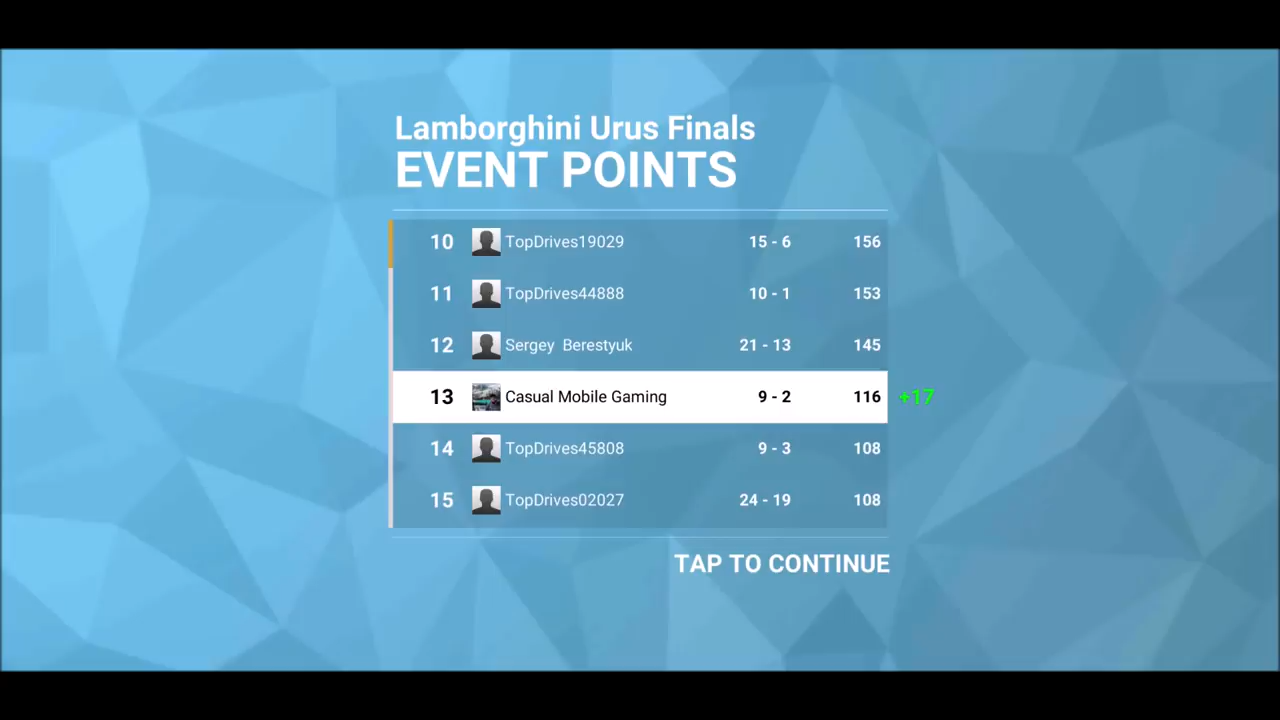 Lamborghini Urus Finals
EVENT POINTS
10 TopDrives19029 15 - 6 156
11 TopDrives44888 10 - 1 153
12 Sergey Berestyuk 21 - 13 145
13 Casual Mobile Gaming 9 - 2 116 +17
14 TopDrives45808 9 - 3 108
15 TopDrives02027 24 - 19 108
TAP TO CONTINUE